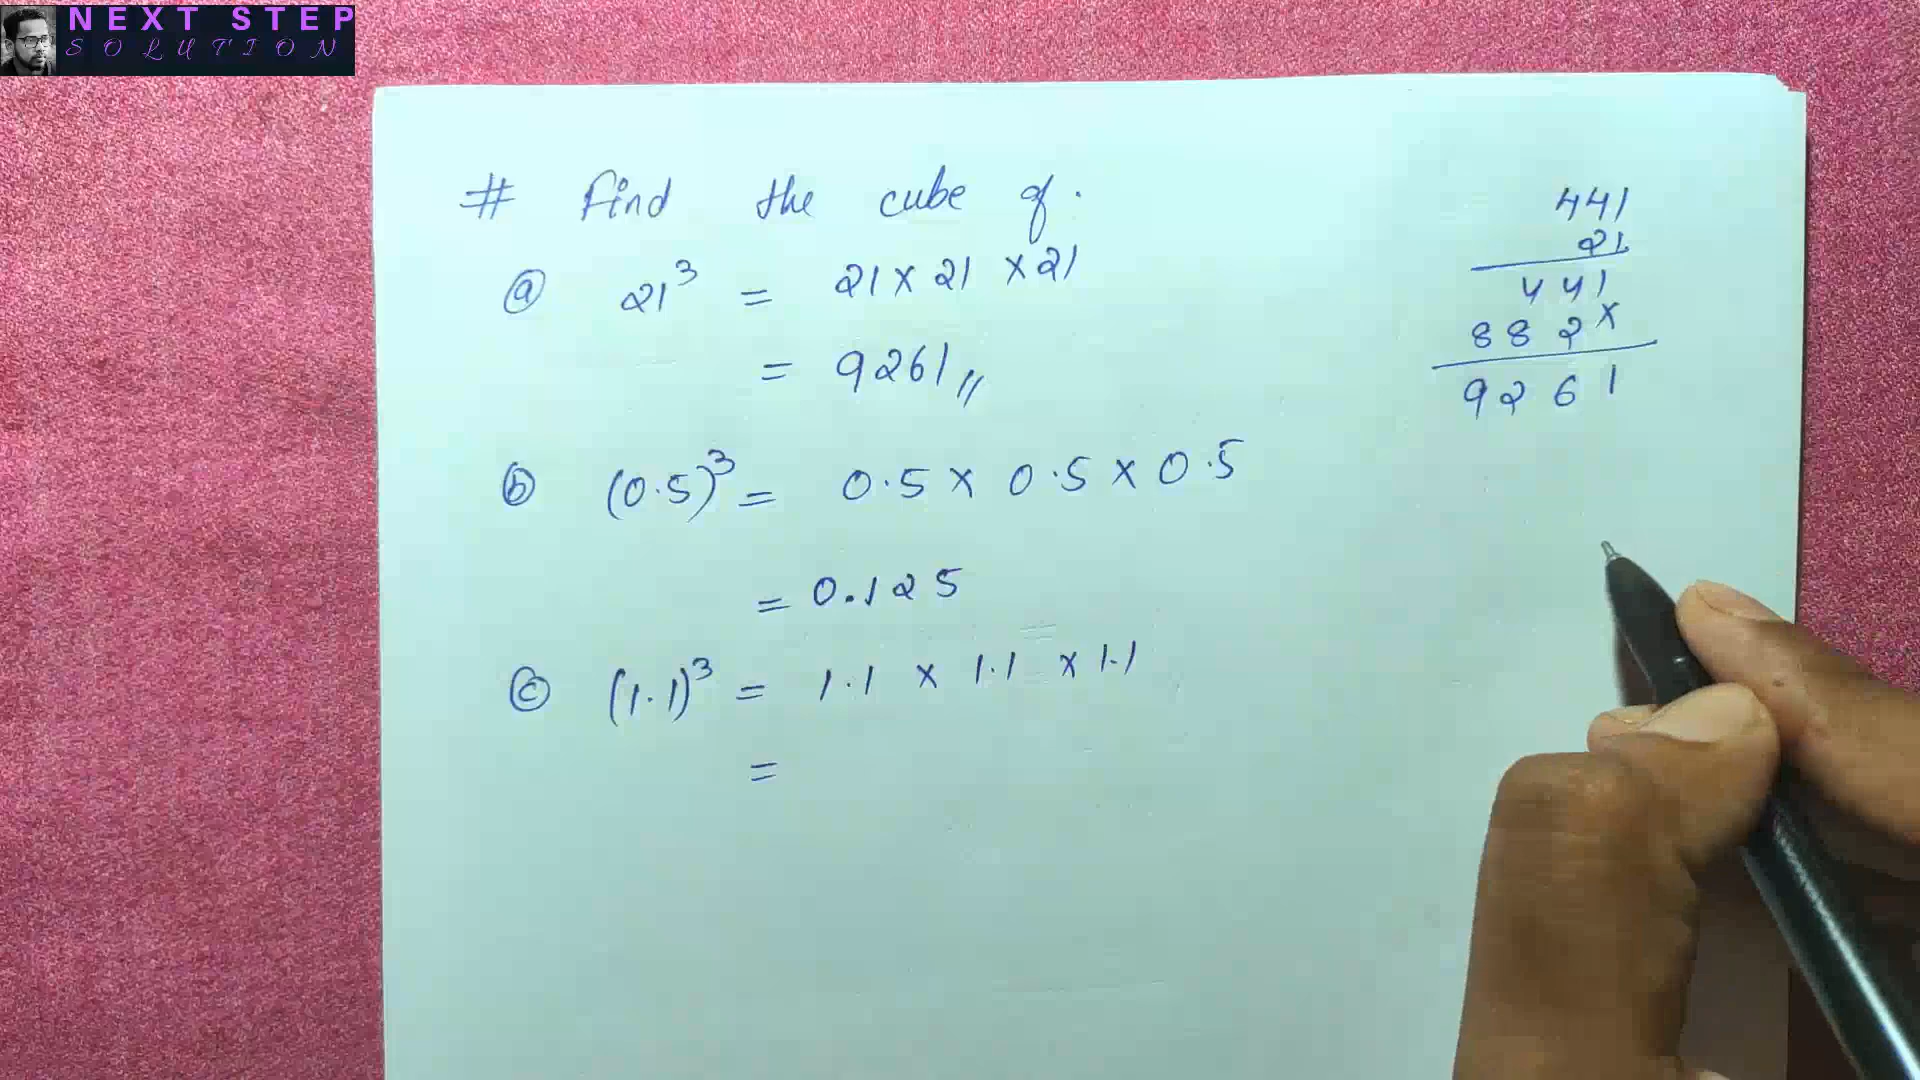 NEXT STEP
SOLUTION
# Find the cube of.
(a) 21³ = 21 × 21 × 21
= 9261 //
(b) (0.5)³ = 0.5 × 0.5 × 0.5
= 0.125
(c) (1.1)³ = 1.1 × 1.1 × 1.1
=
441
21
441
882×
9261